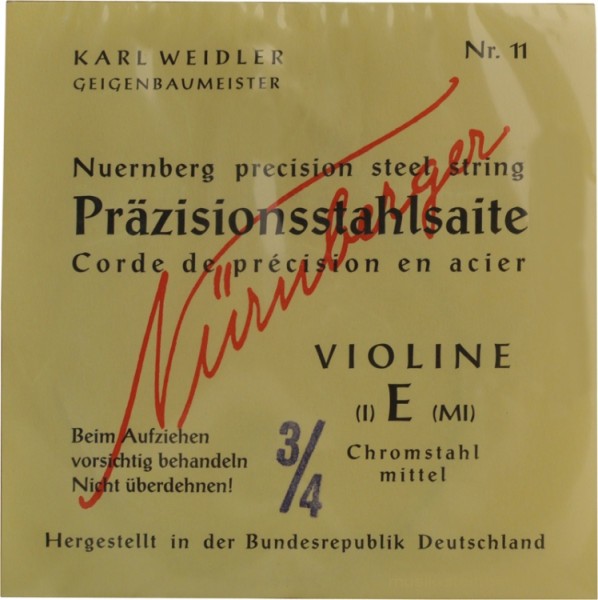 KARL WEIDLER
GEIGENBAUMEISTER
Nr. 11
Nuernberg precision steel string
Präzisionsstahlsaite
Corde de précision en acier
Nürnberger
VIOLINE
(I) E (MI)
Chromstahl
mittel
Beim Aufziehen
vorsichtig behandeln
Nicht überdehnen!
3/4
Hergestellt in der Bundesrepublik Deutschland